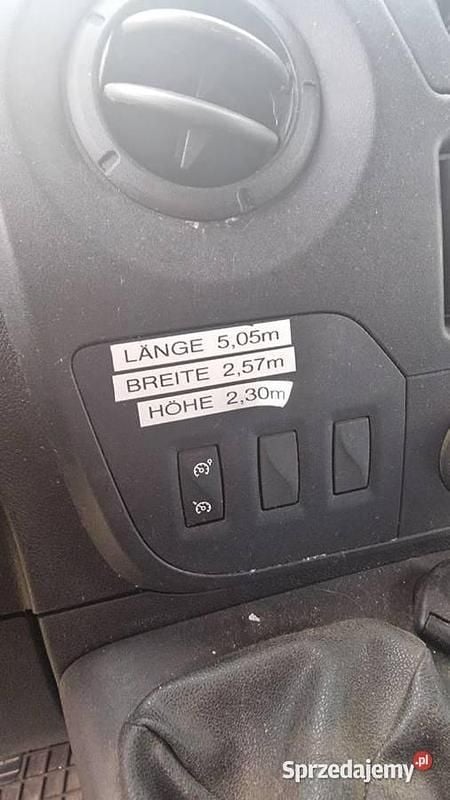 LÄNGE 5,05m
BREITE 2,57m
HÖHE 2,30m
Sprzedajemy.pl